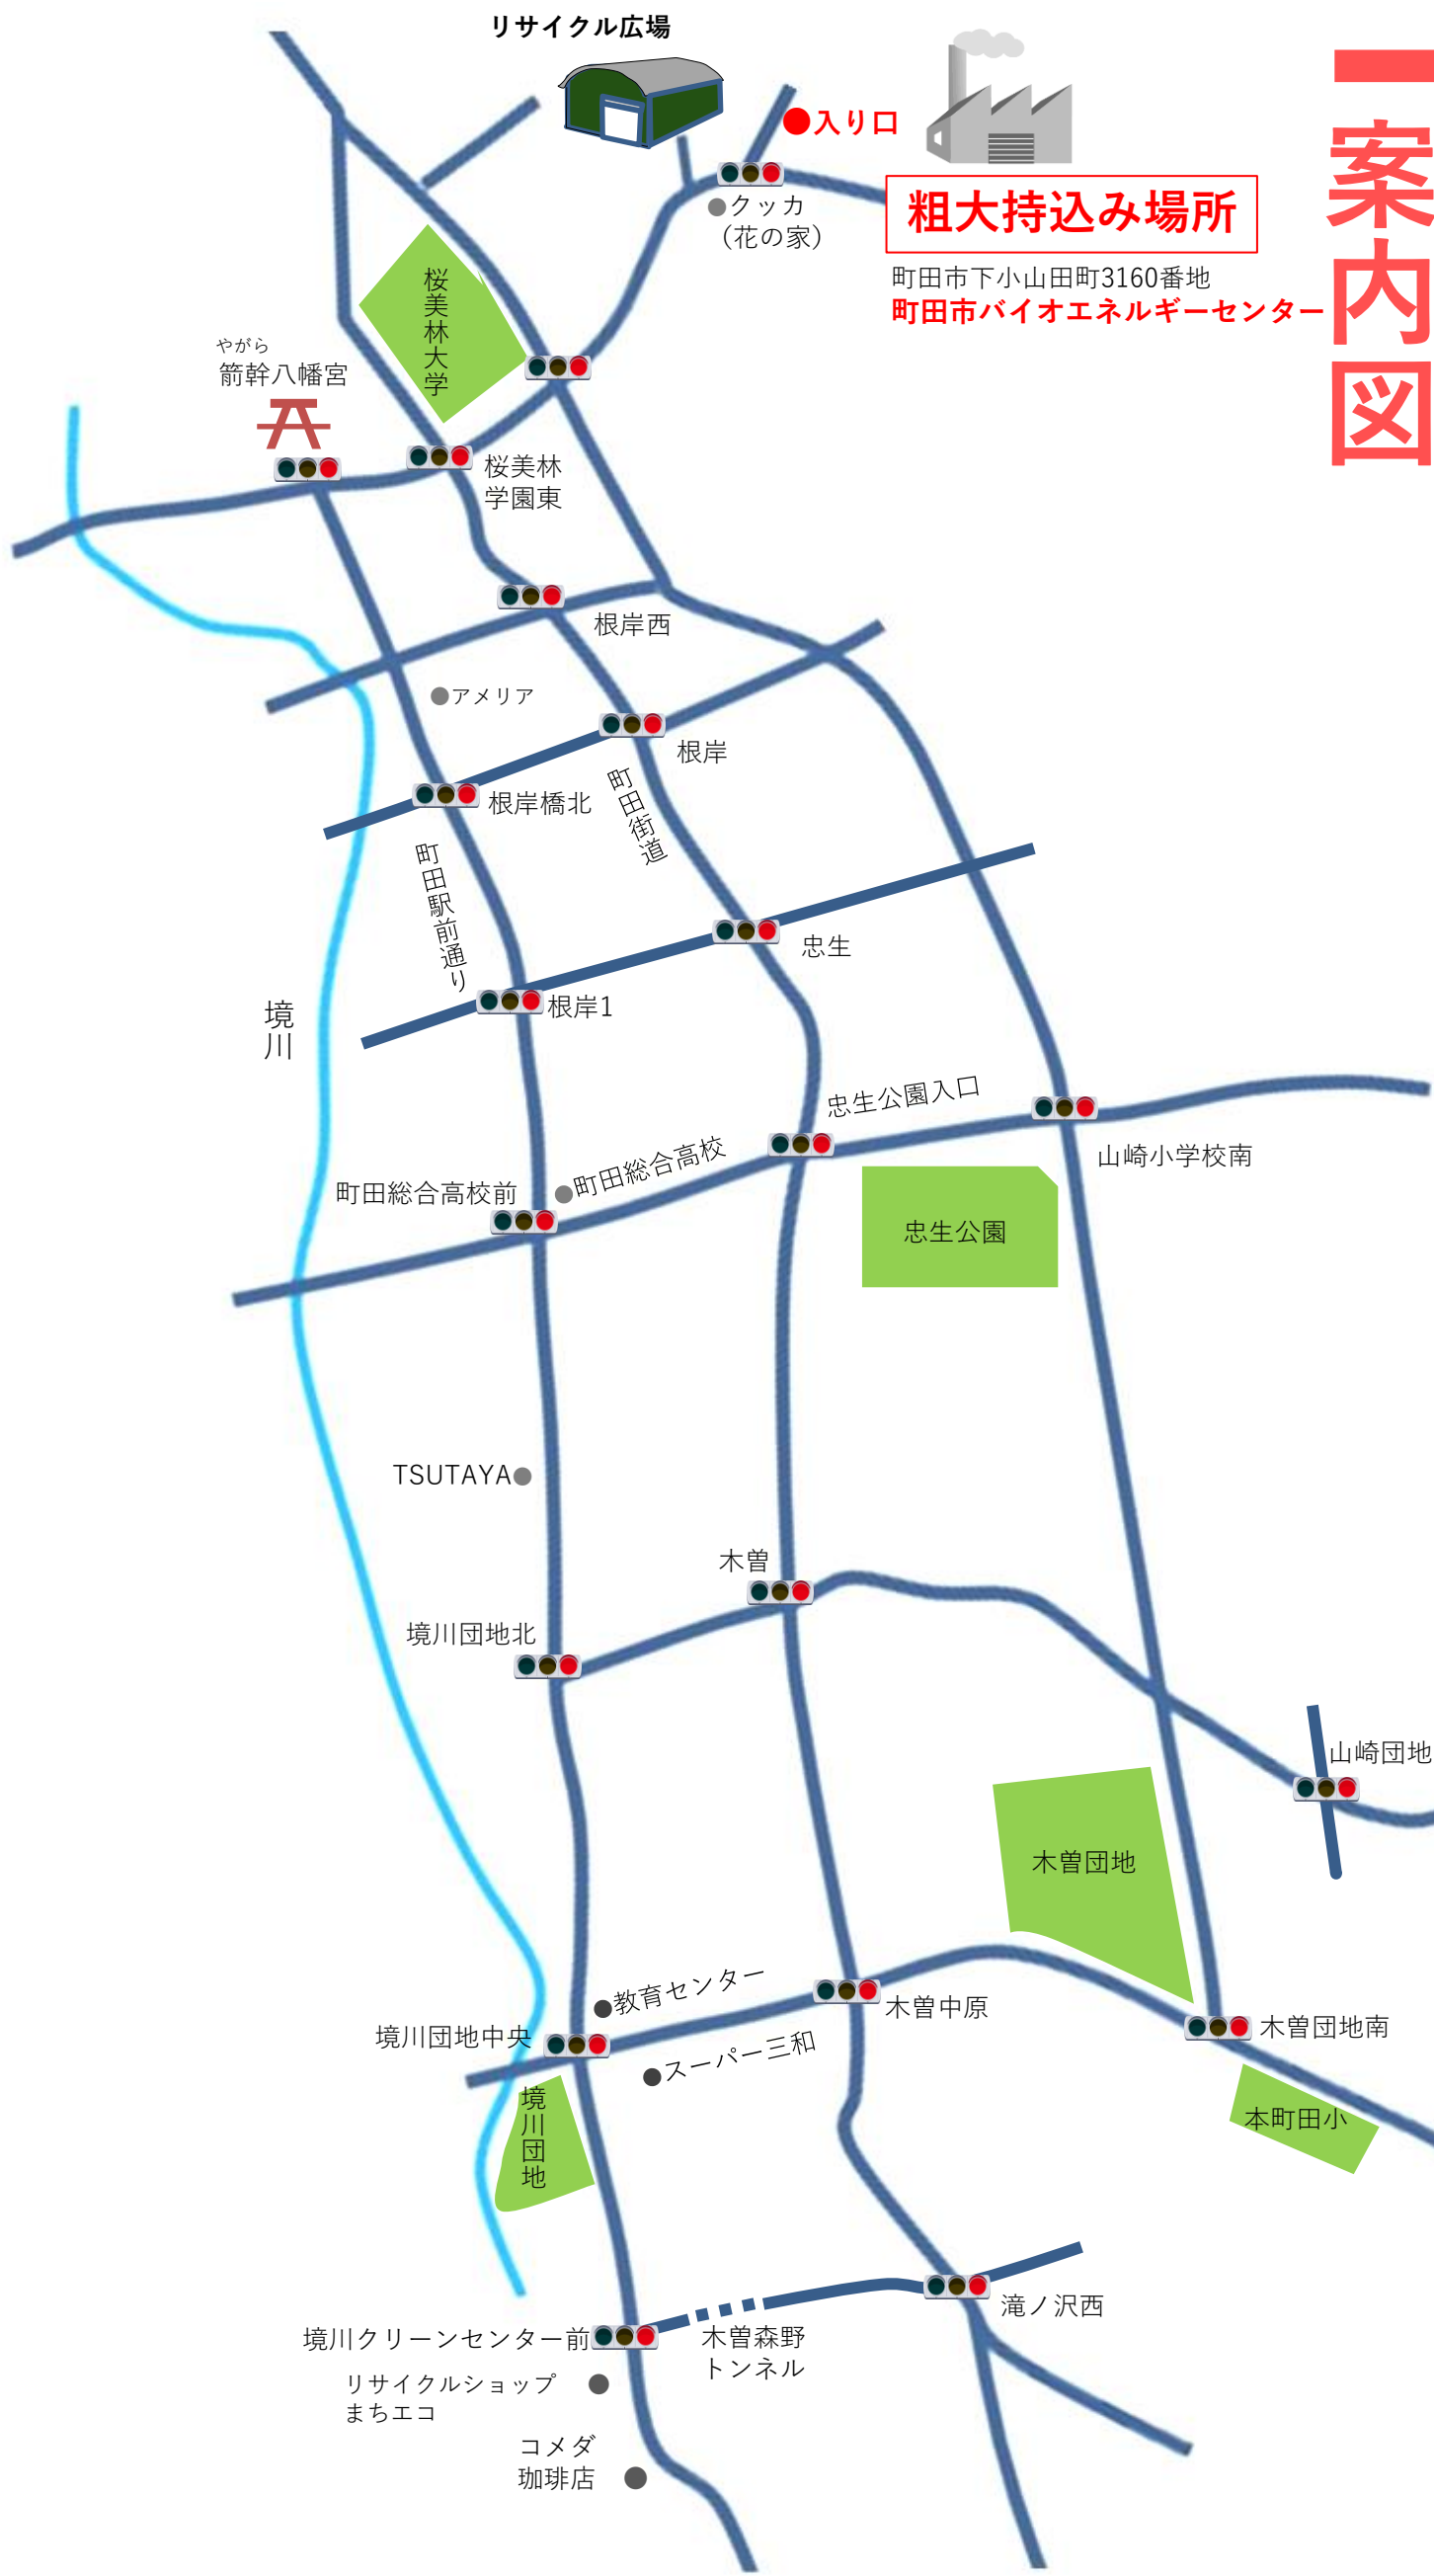 リサイクル広場
一案内図
入り口
クッカ
（花の家）
粗大持込み場所
町田市下小山田町3160番地
町田市バイオエネルギーセンター
桜美林大学
やがら
箭幹八幡宮
桜美林
学園東
根岸西
アメリア
根岸
根岸橋北
町田街道
町田駅前通り
忠生
根岸1
境川
忠生公園入口
山崎小学校南
町田総合高校
町田総合高校前
忠生公園
TSUTAYA
木曽
境川団地北
山崎団地
木曽団地
教育センター
木曽中原
木曽団地南
境川団地中央
スーパー三和
境川団地
本町田小
滝ノ沢西
境川クリーンセンター前
木曽森野
トンネル
リサイクルショップ
まちエコ
コメダ
珈琲店